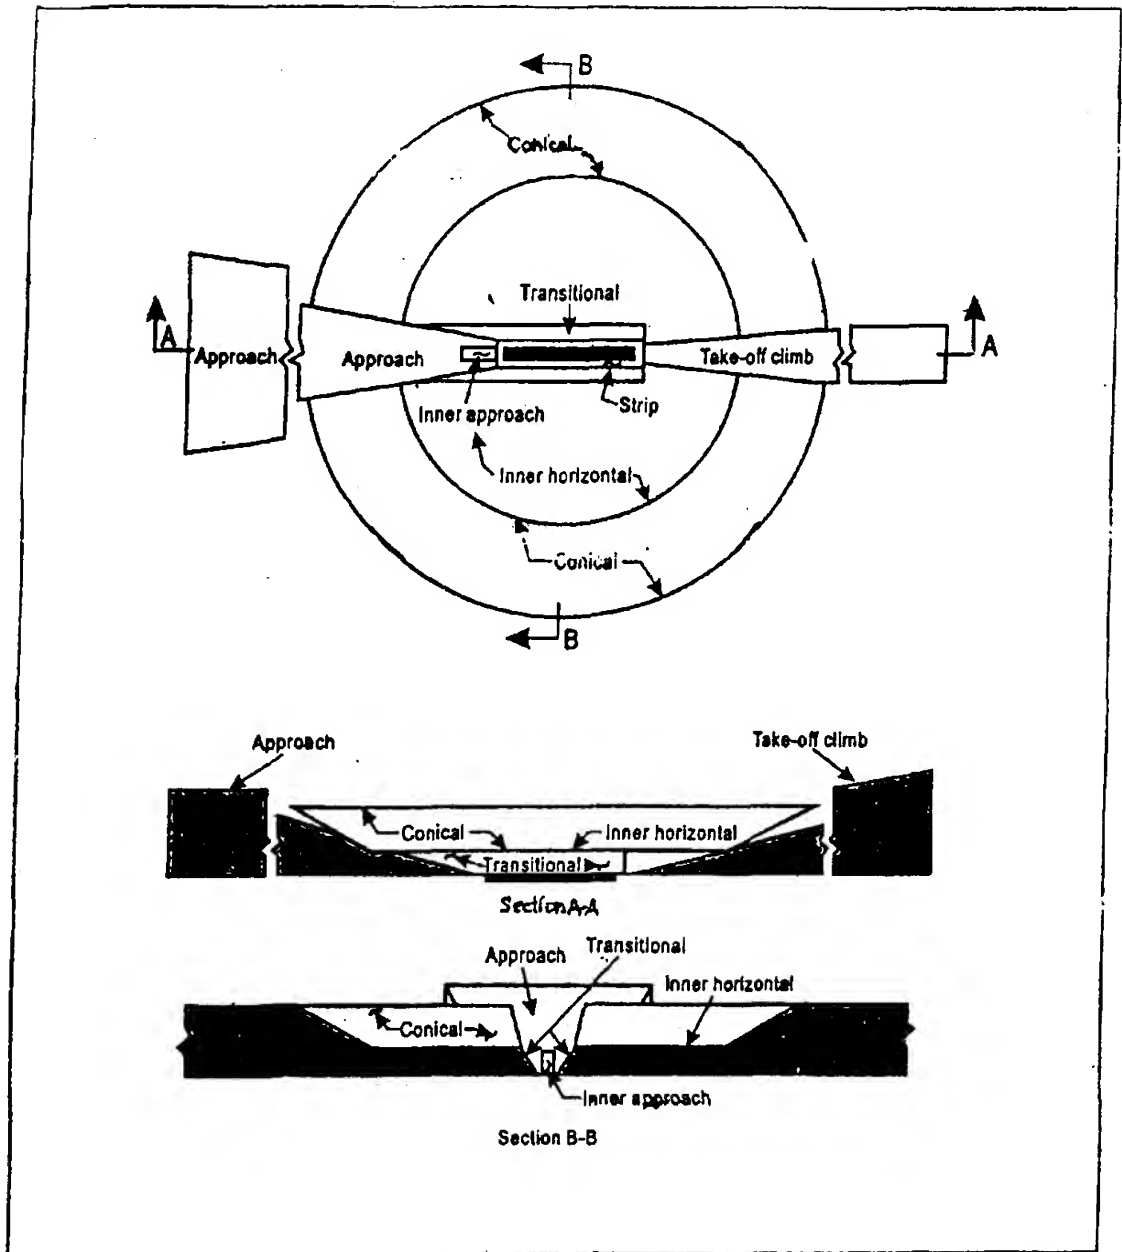 B
Conical
Transitional
A
Approach
Approach
Take-off climb
A
Inner approach
Strip
Inner horizontal
Conical
B
Approach
Take-off climb
Conical
Inner horizontal
Transitional
Section A-A
Approach
Transitional
Inner horizontal
Conical
Inner approach
Section B-B